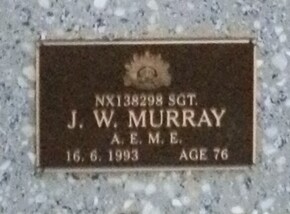 NX138298 SGT.
J. W. MURRAY
A. E. M. E.
16. 6. 1993 AGE 76